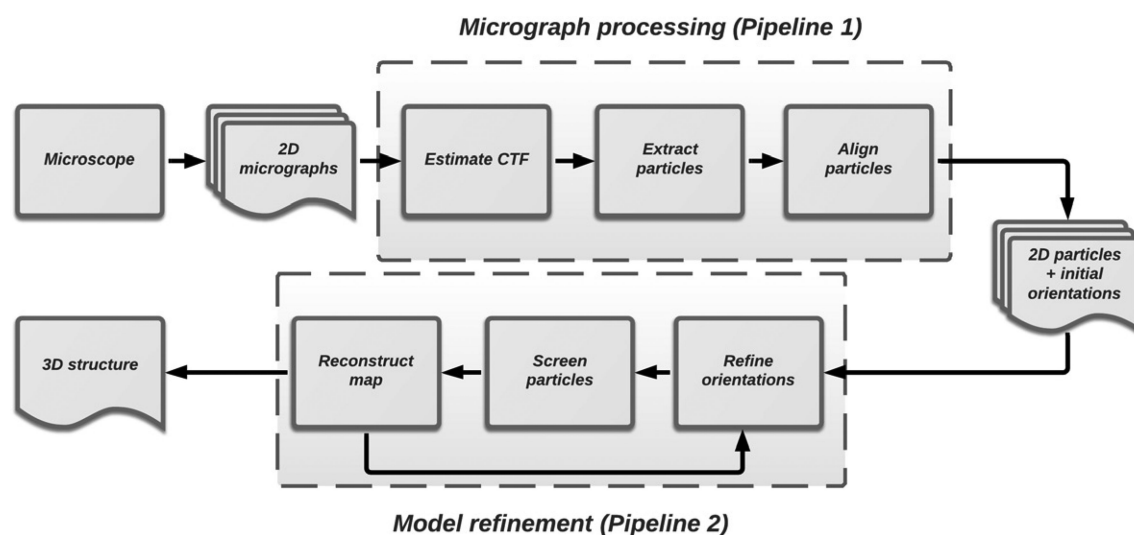 Micrograph processing (Pipeline 1)
Microscope
2D
micrographs
Estimate CTF
Extract
particles
Align
particles
2D particles
+ initial
orientations
3D structure
Reconstruct
map
Screen
particles
Refine
orientations
Model refinement (Pipeline 2)